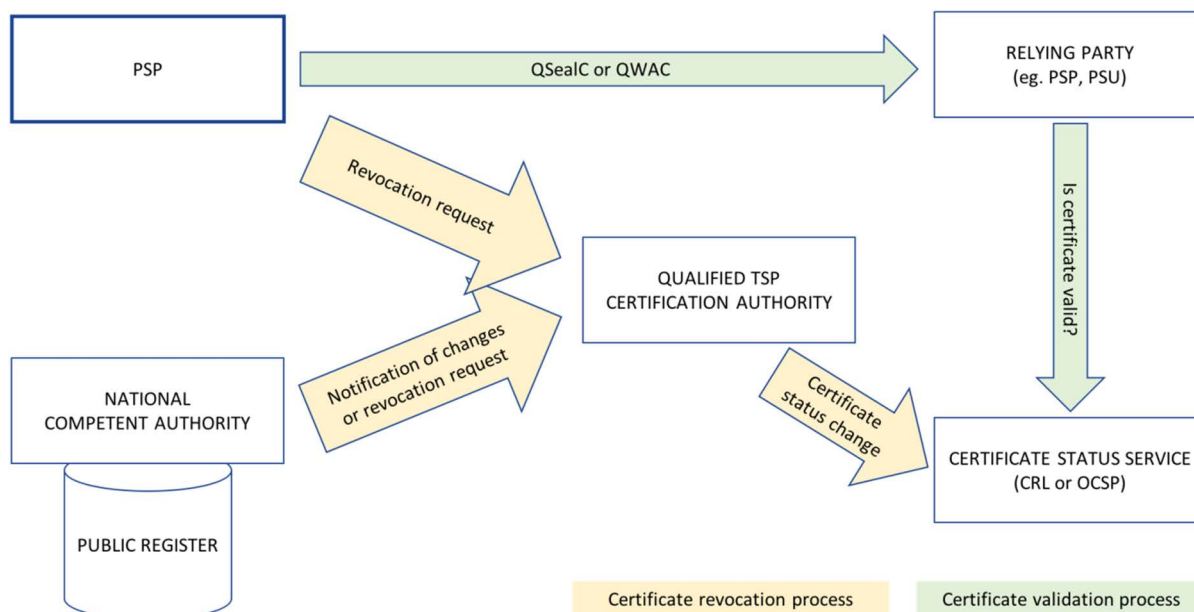 PSP
QSealC or QWAC
RELYING PARTY
(eg. PSP, PSU)
Revocation request
Is certificate valid?
QUALIFIED TSP
CERTIFICATION AUTHORITY
Notification of changes
or revocation request
NATIONAL
COMPETENT AUTHORITY
Certificate
status change
CERTIFICATE STATUS SERVICE
(CRL or OCSP)
PUBLIC REGISTER
Certificate revocation process
Certificate validation process